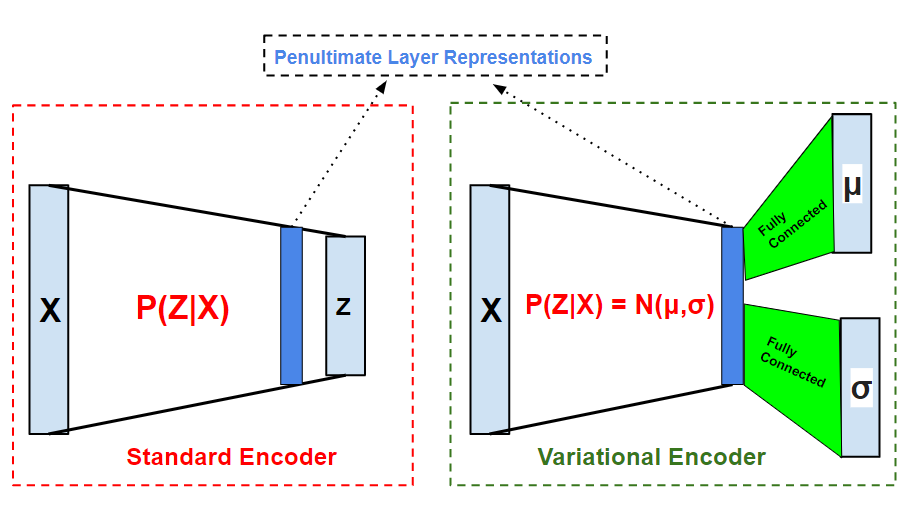 Penultimate Layer Representations
X
P(Z|X)
Z
Standard Encoder
X
P(Z|X) = N(μ,σ)
Fully
Connected
μ
Fully
Connected
σ
Variational Encoder